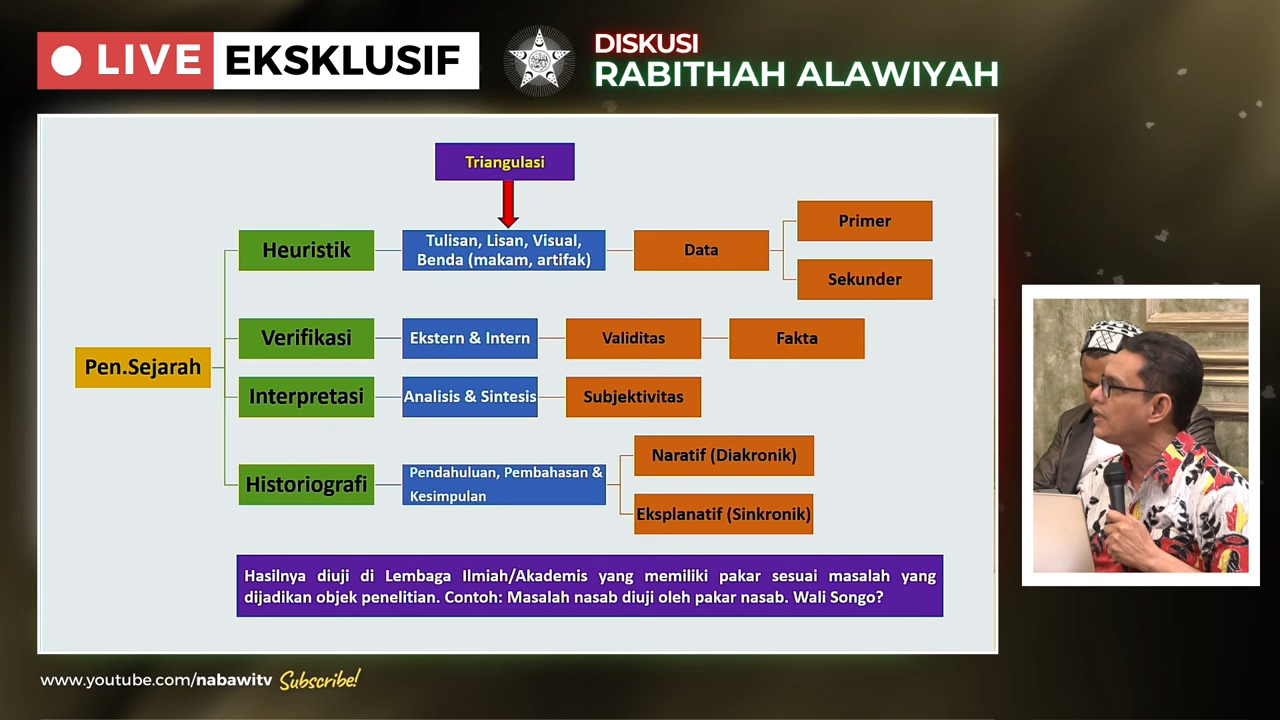 LIVE EKSKLUSIF
DISKUSI
RABITHAH ALAWIYAH
Triangulasi
Heuristik
Tulisan, Lisan, Visual,
Benda (makam, artifak)
Data
Primer
Sekunder
Pen.Sejarah
Verifikasi
Ekstern & Intern
Validitas
Fakta
Interpretasi
Analisis & Sintesis
Subjektivitas
Historiografi
Pendahuluan, Pembahasan &
Kesimpulan
Naratif (Diakronik)
Eksplanatif (Sinkronik)
Hasilnya diuji di Lembaga Ilmiah/Akademis yang memiliki pakar sesuai masalah yang
dijadikan objek penelitian. Contoh: Masalah nasab diuji oleh pakar nasab. Wali Songo?
www.youtube.com/nabawitv Subscribe!